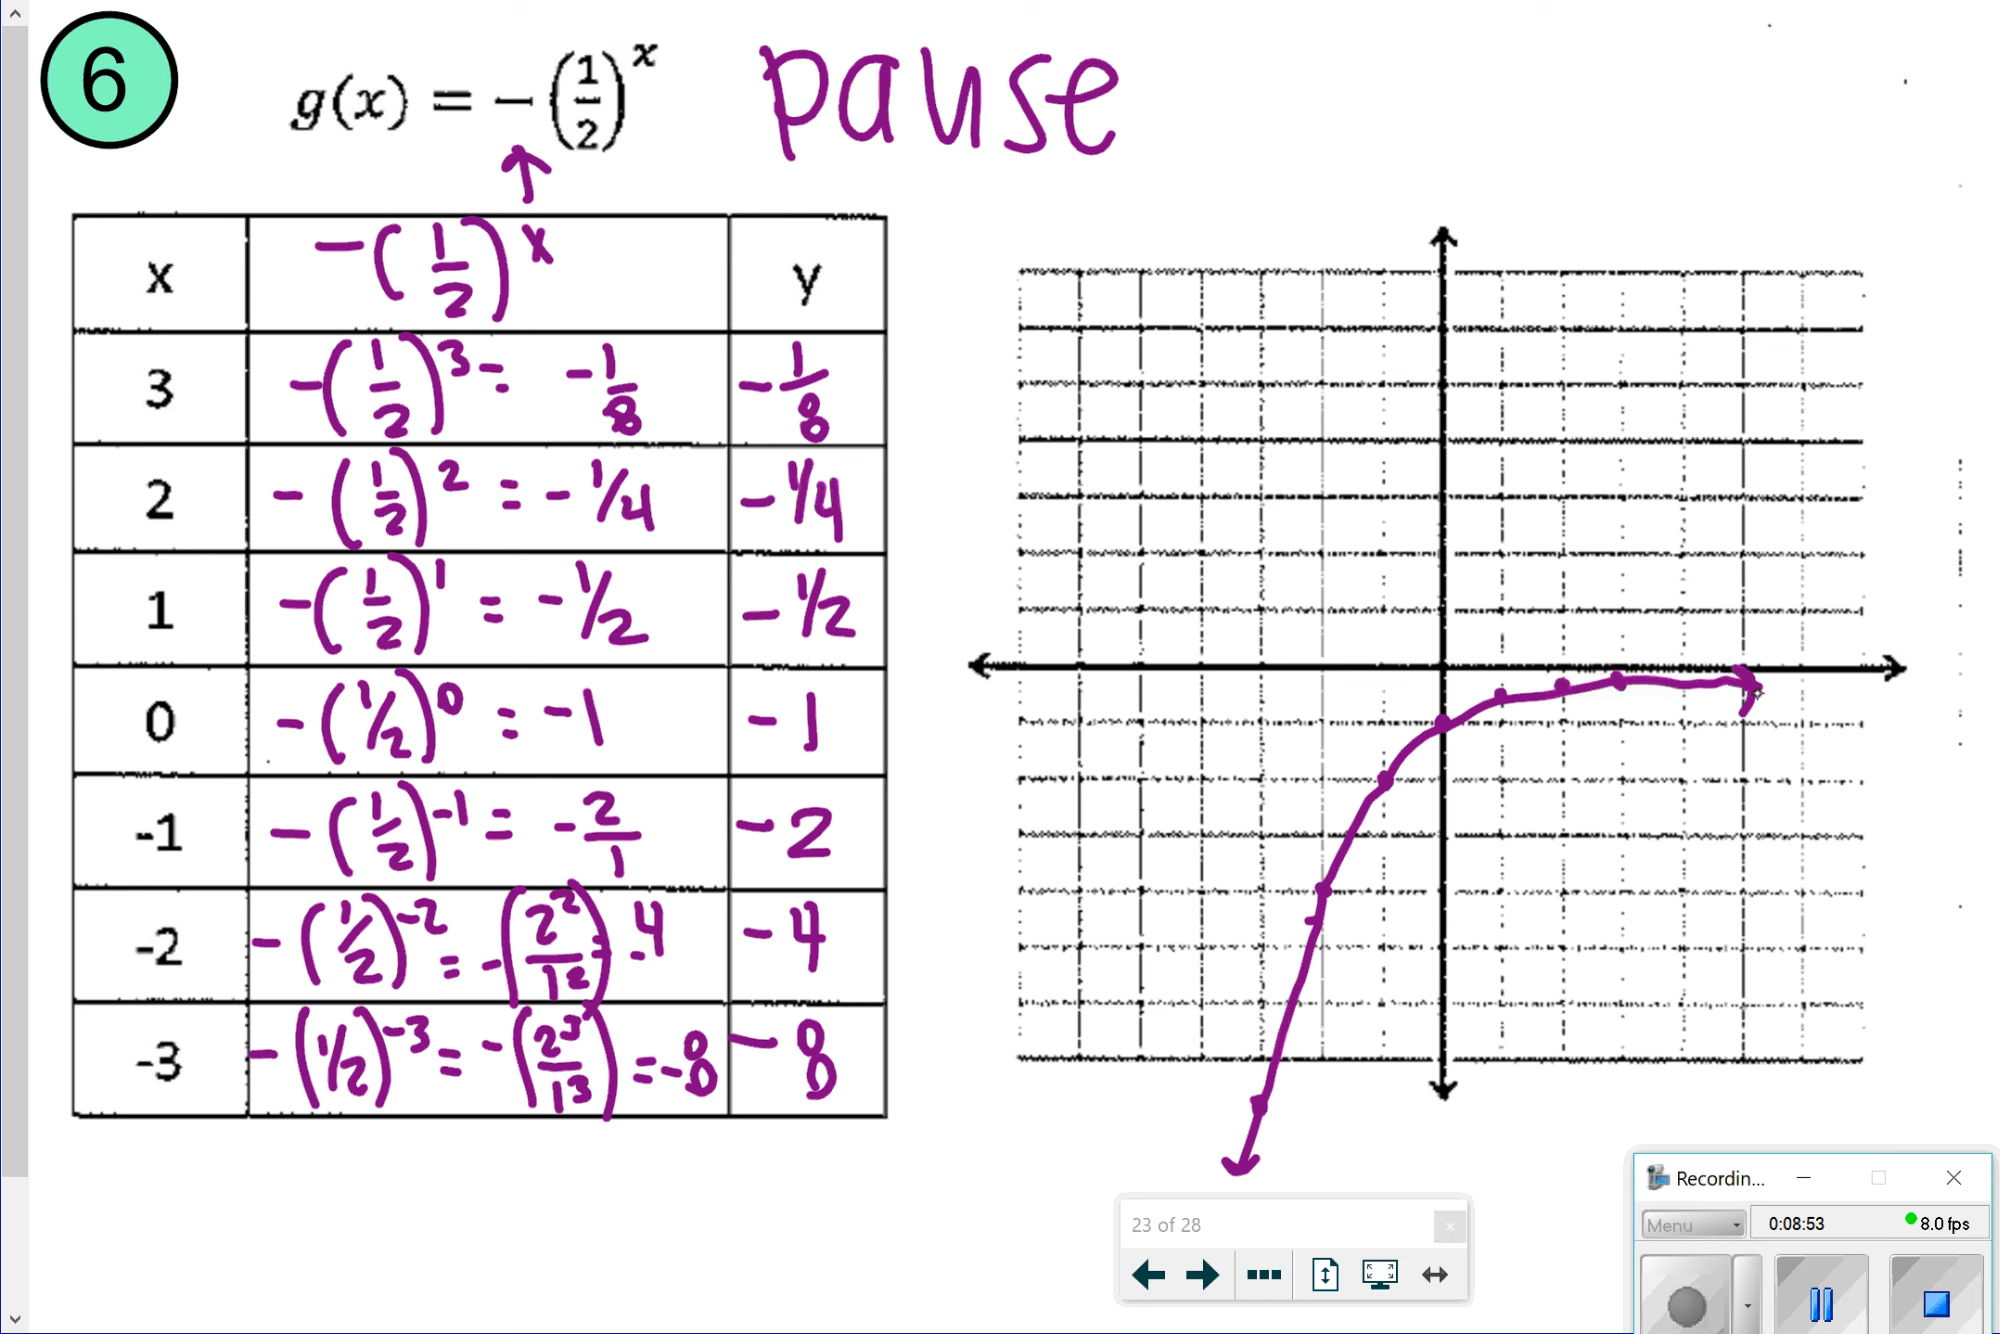 6
g(x) = -(1/2)^x pause
x -(1/2)^x y
3 -(1/2)^3 = -1/8 -1/8
2 -(1/2)^2 = -1/4 -1/4
1 -(1/2)^1 = -1/2 -1/2
0 -(1/2)^0 = -1 -1
-1 -(1/2)^-1 = -2/1 -2
-2 -(1/2)^-2 = -(2^2/1^2) = -4 -4
-3 -(1/2)^-3 = -(2^3/1^3) = -8 -8
23 of 28
Recordin...
Menu 0:08:53 8.0 fps